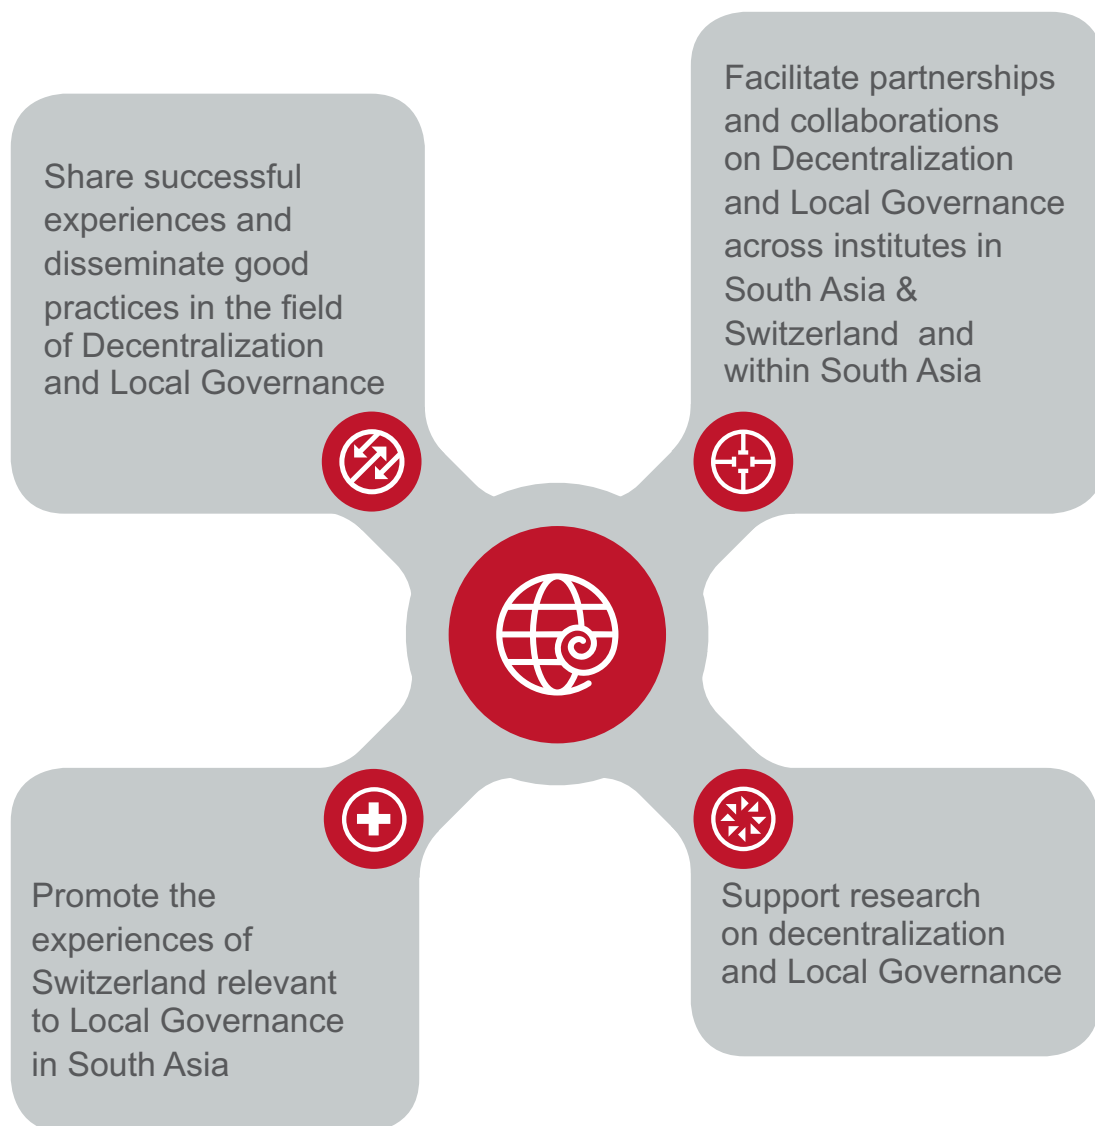 Share successful
experiences and
disseminate good
practices in the field
of Decentralization
and Local Governance
Facilitate partnerships
and collaborations
on Decentralization
and Local Governance
across institutes in
South Asia &
Switzerland and
within South Asia
Promote the
experiences of
Switzerland relevant
to Local Governance
in South Asia
Support research
on decentralization
and Local Governance